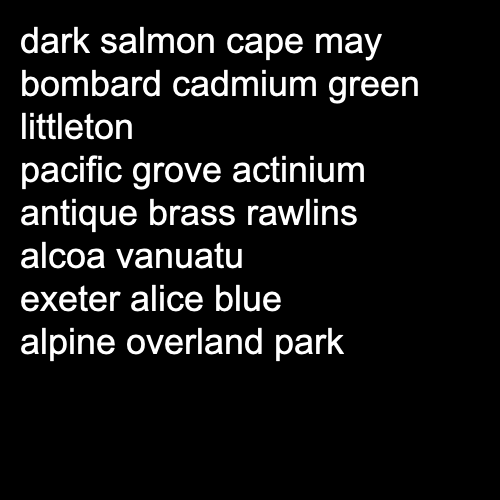 dark salmon cape may
bombard cadmium green
littleton
pacific grove actinium
antique brass rawlins
alcoa vanuatu
exeter alice blue
alpine overland park